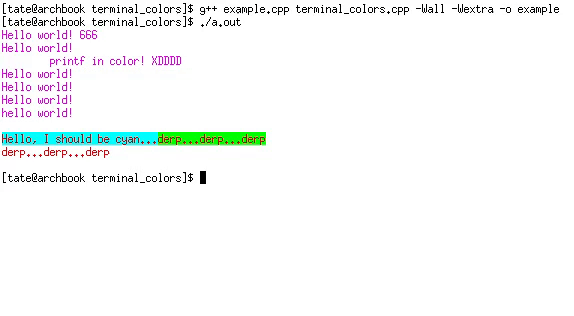 [tate@archbook terminal_colors]$ g++ example.cpp terminal_colors.cpp -Wall -Wextra -o example
[tate@archbook terminal_colors]$ ./a.out
Hello world! 666
Hello world!
printf in color! XDDDD
Hello world!
Hello world!
Hello world!
hello world!
Hello, I should be cyan...derp...derp...derp
derp...derp...derp
[tate@archbook terminal_colors]$